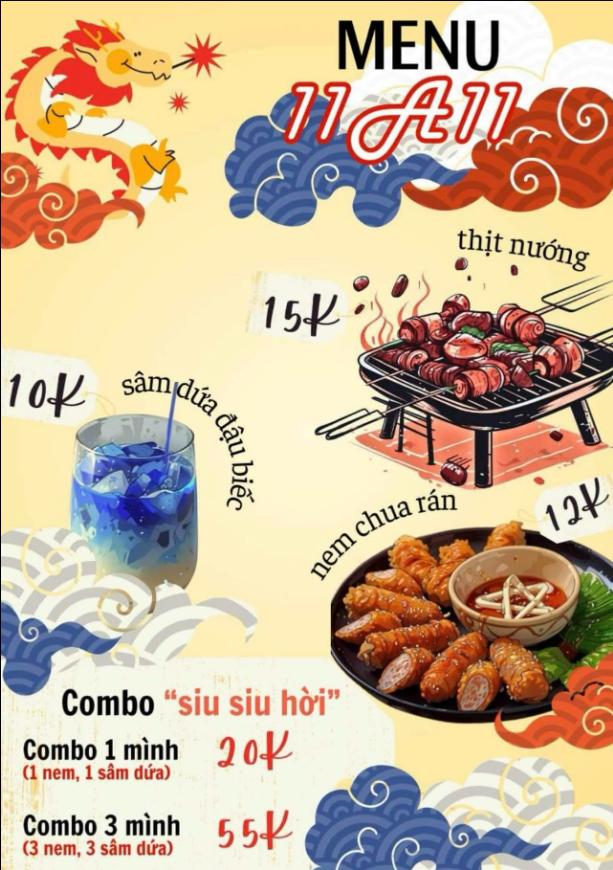 MENU
11A11
thịt nướng
15K
10K
sâm dứa đậu biếc
nem chua rán
12K
Combo “siu siu hời”
Combo 1 mình 20K
(1 nem, 1 sâm dứa)
Combo 3 mình 55K
(3 nem, 3 sâm dứa)